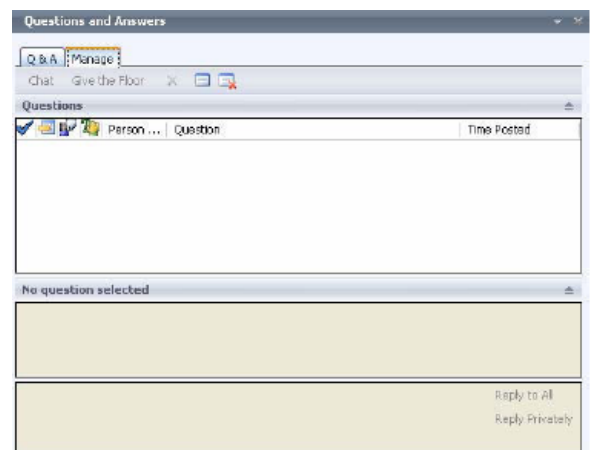 Questions and Answers
Q & A Manage
Chat Give the Floor
Questions
Person ... Question Time Posted
No question selected
Reply to All
Reply Privately